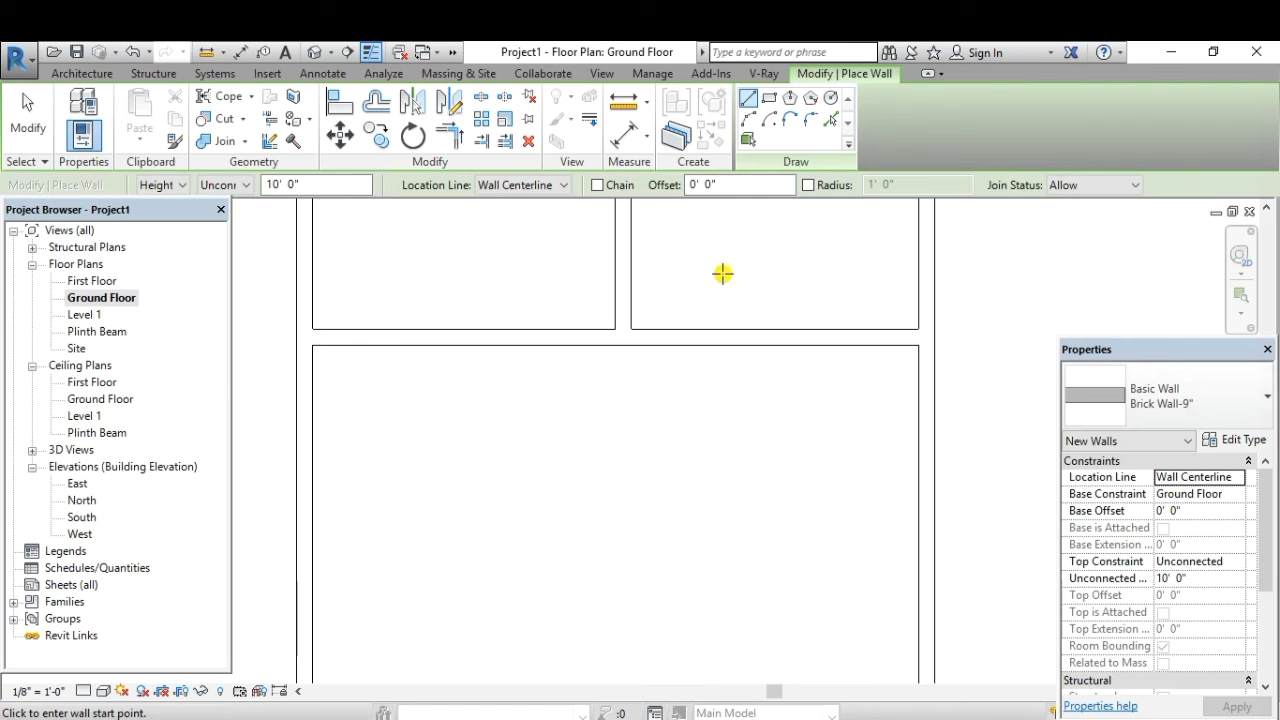 Project1 - Floor Plan: Ground Floor
Type a keyword or phrase
Sign In
Architecture
Structure
Systems
Insert
Annotate
Analyze
Massing & Site
Collaborate
View
Manage
Add-Ins
V-Ray
Modify | Place Wall
Modify
Paste
Cope
Cut
Join
Select
Properties
Clipboard
Geometry
Modify
View
Measure
Create
Draw
Modify | Place Wall
Height
Unconr
10' 0"
Location Line:
Wall Centerline
Chain
Offset:
0' 0"
Radius:
1' 0"
Join Status:
Allow
Project Browser - Project1
Views (all)
Structural Plans
Floor Plans
First Floor
Ground Floor
Level 1
Plinth Beam
Site
Ceiling Plans
First Floor
Ground Floor
Level 1
Plinth Beam
3D Views
Elevations (Building Elevation)
East
North
South
West
Legends
Schedules/Quantities
Sheets (all)
Families
Groups
Revit Links
2D
Properties
Basic Wall
Brick Wall-9"
New Walls
Edit Type
Constraints
Location Line Wall Centerline
Base Constraint Ground Floor
Base Offset 0' 0"
Base is Attached
Base Extension ... 0' 0"
Top Constraint Unconnected
Unconnected ... 10' 0"
Top Offset 0' 0"
Top is Attached
Top Extension ... 0' 0"
Room Bounding
Related to Mass
Structural
Properties help
Apply
1/8" = 1'-0"
Click to enter wall start point.
:0
Main Model